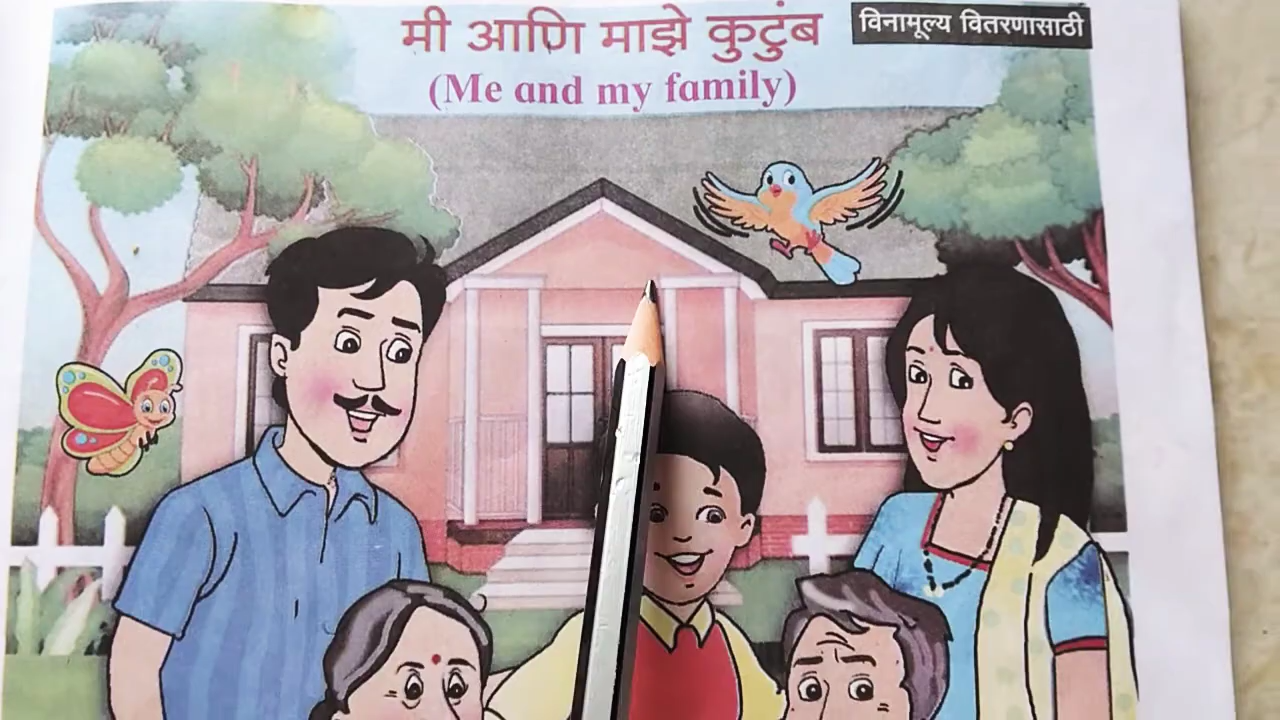 मी आणि माझे कुटुंब
विनामूल्य वितरणासाठी
(Me and my family)